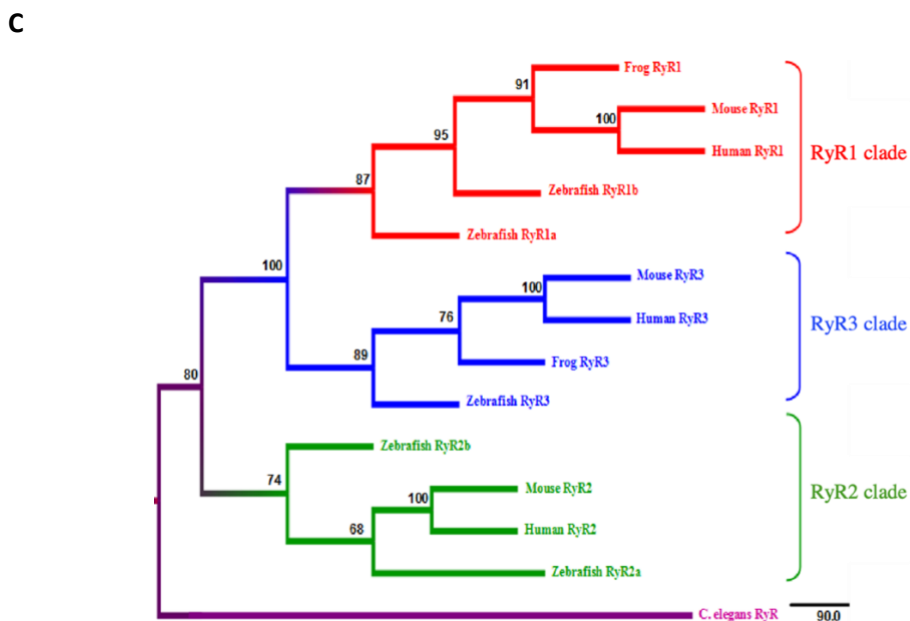 C
Frog RyR1
91
Mouse RyR1
100
95
Human RyR1
RyR1 clade
87
Zebrafish RyR1b
Zebrafish RyR1a
100
Mouse RyR3
100
76
Human RyR3
RyR3 clade
89
Frog RyR3
80
Zebrafish RyR3
Zebrafish RyR2b
74
Mouse RyR2
100
RyR2 clade
68
Human RyR2
Zebrafish RyR2a
C. elegans RyR
90.0